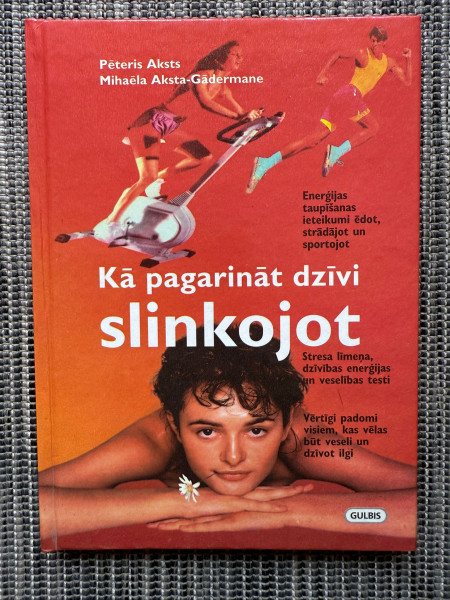 Pēteris Aksts
Mihaēla Aksta-Gādermane
Enerģijas
taupīšanas
ieteikumi ēdot,
strādājot un
sportojot
Kā pagarināt dzīvi
slinkojot
Stresa līmeņa,
dzīvības enerģijas
un veselības testi
Vērtīgi padomi
visiem, kas vēlas
būt veseli un
dzīvot ilgi
GULBIS